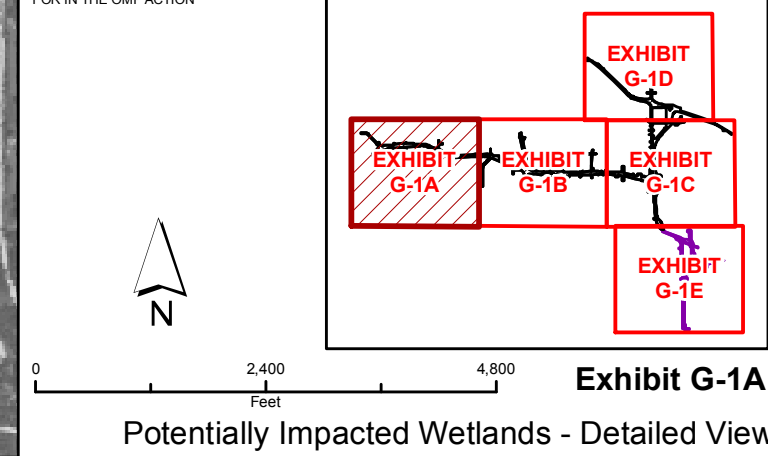 EXHIBIT
G-1D
EXHIBIT
G-1A
EXHIBIT
G-1B
EXHIBIT
G-1C
EXHIBIT
G-1E
N
0
2,400
4,800
Feet
Exhibit G-1A
Potentially Impacted Wetlands - Detailed View